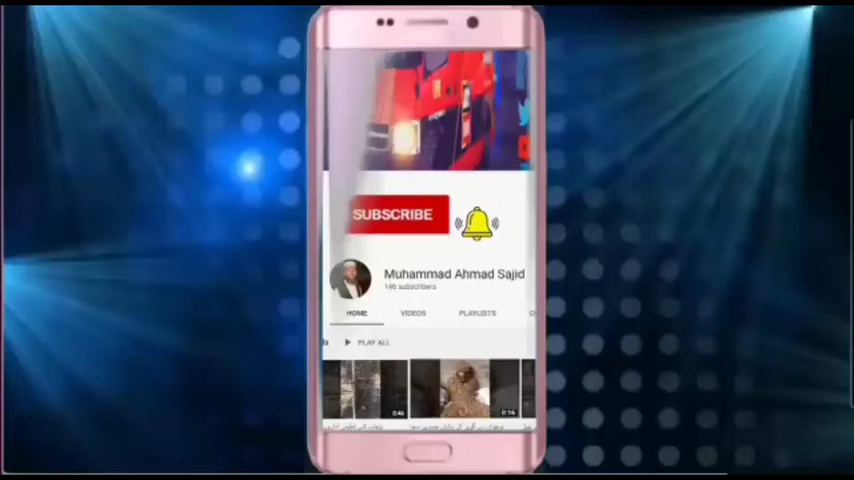 SUBSCRIBE
Muhammad Ahmad Sajid
146 subscribers
HOME VIDEOS PLAYLISTS
PLAY ALL
0:46
0:16